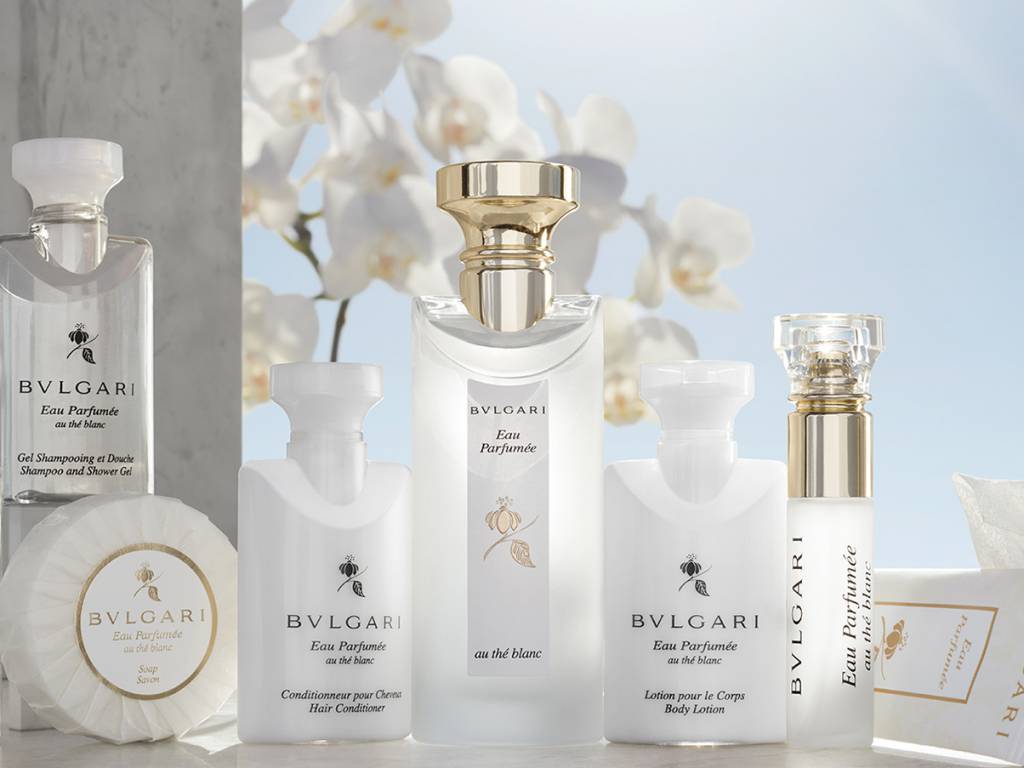 BVLGARI
Eau Parfumée
au thé blanc
Gel Shampooing et Douche
Shampoo and Shower Gel
BVLGARI
Eau Parfumée
au thé blanc
Soap
Savon
BVLGARI
Eau Parfumée
au thé blanc
Conditionneur pour Cheveux
Hair Conditioner
BVLGARI
Eau
Parfumée
au thé blanc
BVLGARI
Eau Parfumée
au thé blanc
Lotion pour le Corps
Body Lotion
BVLGARI
Eau Parfumée
au thé blanc
Eau
Parfumée
ARI